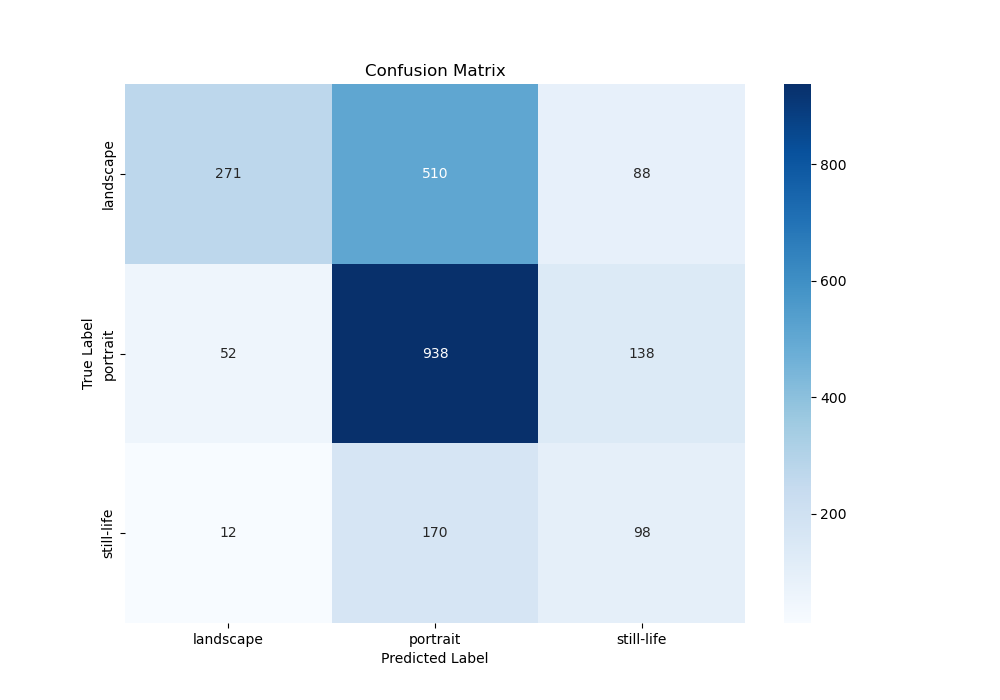 Confusion Matrix
landscape
271
510
88
800
600
True Label
portrait
52
938
138
400
200
still-life
12
170
98
landscape
portrait
still-life
Predicted Label